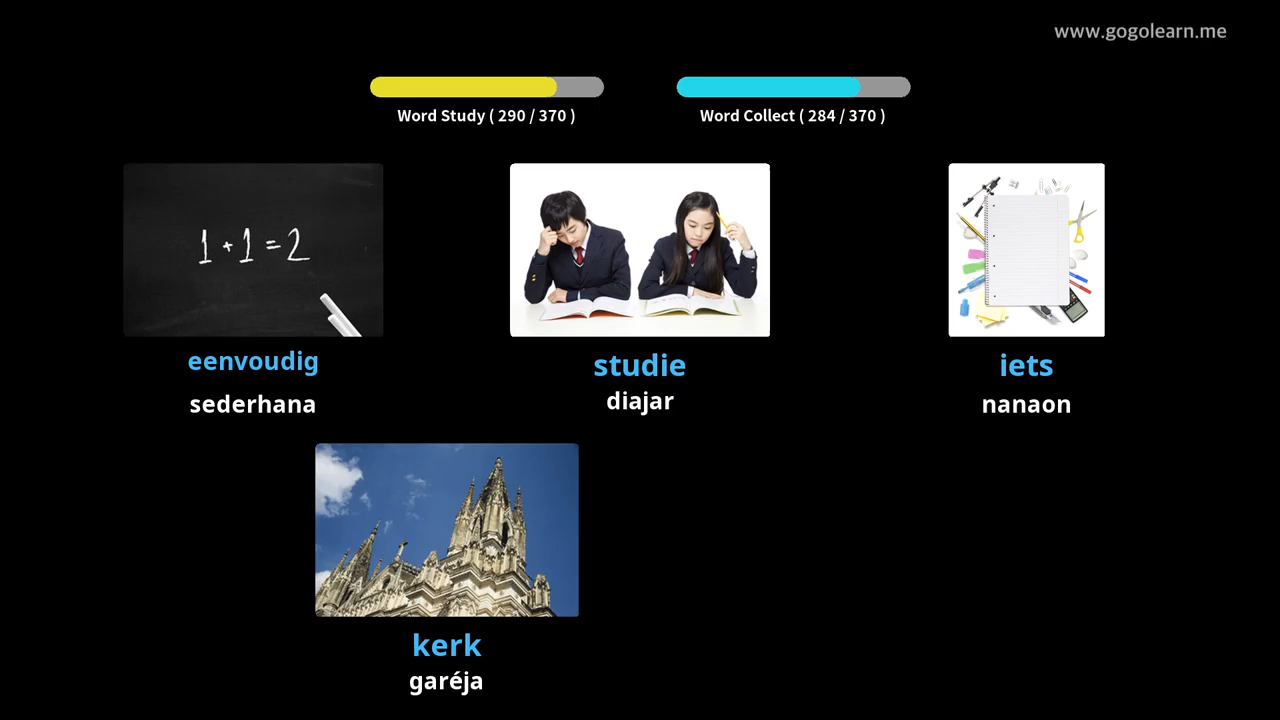 www.gogolearn.me
Word Study ( 290 / 370 )
Word Collect ( 284 / 370 )
1 + 1 = 2
eenvoudig
sederhana
studie
diajar
iets
nanaon
kerk
garéja